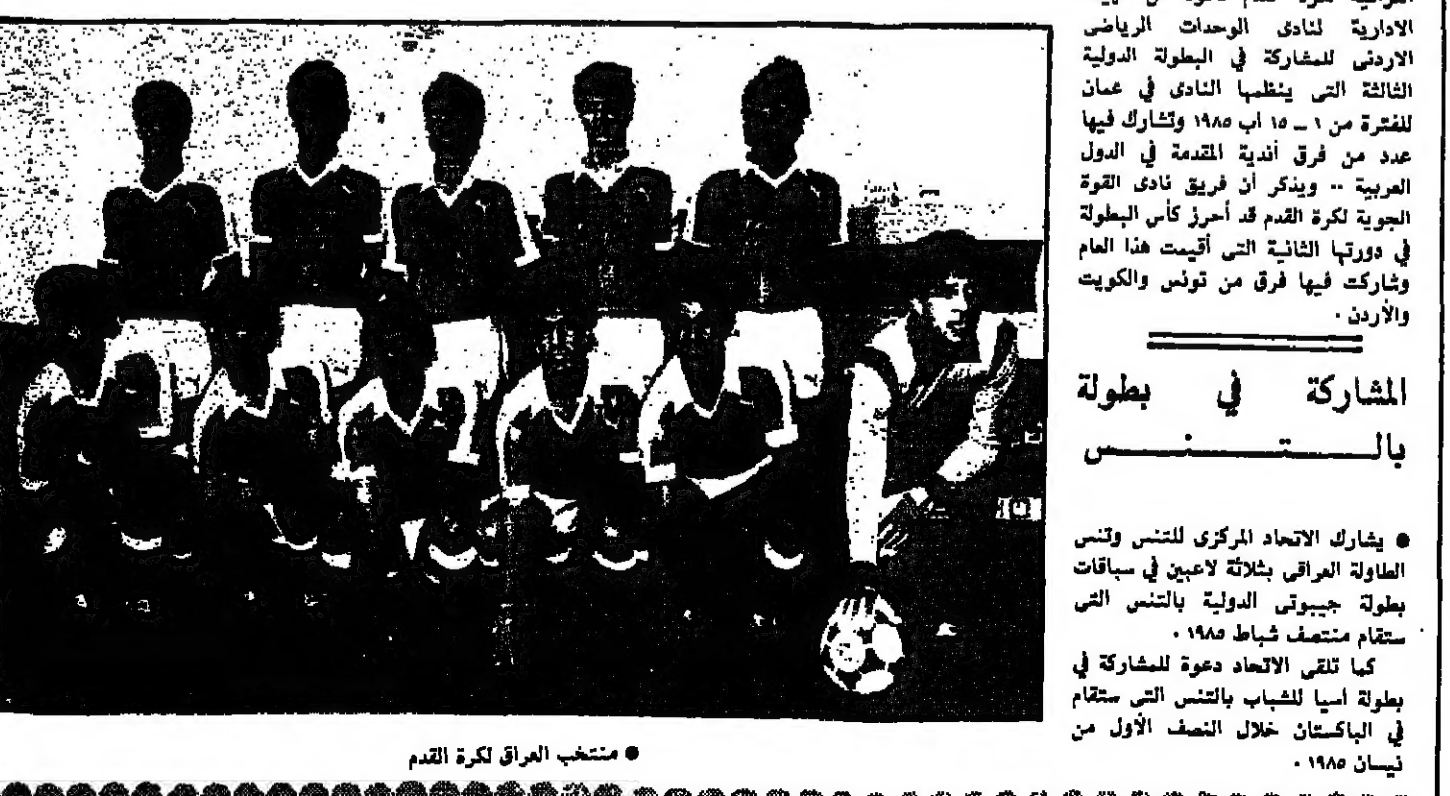 الادارية لنادى الوحدات الرياضى
الاردنى للمشاركة في البطولة الدولية
الثالثة التى ينظمها النادى في عمان
للفترة من ١ ــ ١٥ اب ١٩٨٥ وتشارك فيها
عدد من فرق أندية المقدمة في الدول
العربية .. ويذكر أن فريق نادى القوة
الجوية لكرة القدم قد أحرز كأس البطولة
في دورتها الثانية التى أقيمت هذا العام
وشاركت فيها فرق من تونس والكويت
والأردن ٠
المشاركة في بطولة
بالـــتـــنـــس
● يشارك الاتحاد المركزى للتنس وتنس
الطاولة العراقى بثلاثة لاعبين في سباقات
بطولة جيبوتى الدولية بالتنس التى
ستقام منتصف شباط ١٩٨٥ ٠
كما تلقى الاتحاد دعوة للمشاركة في
بطولة أسيا للشباب بالتنس التى ستقام
في الباكستان خلال النصف الأول من
نيسان ١٩٨٥ ٠
● منتخب العراق لكرة القدم